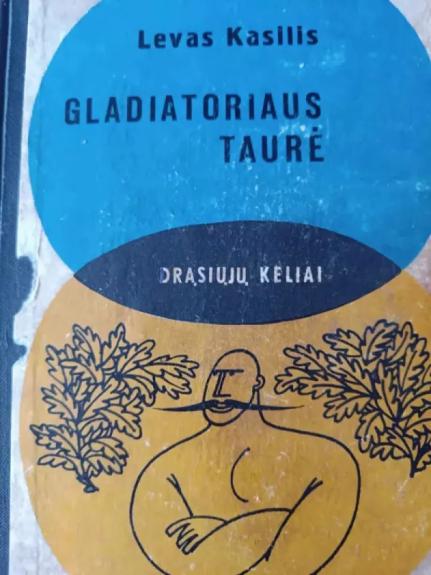 Levas Kasilis
GLADIATORIAUS
TAURĖ
DRĄSIŲJŲ KELIAI